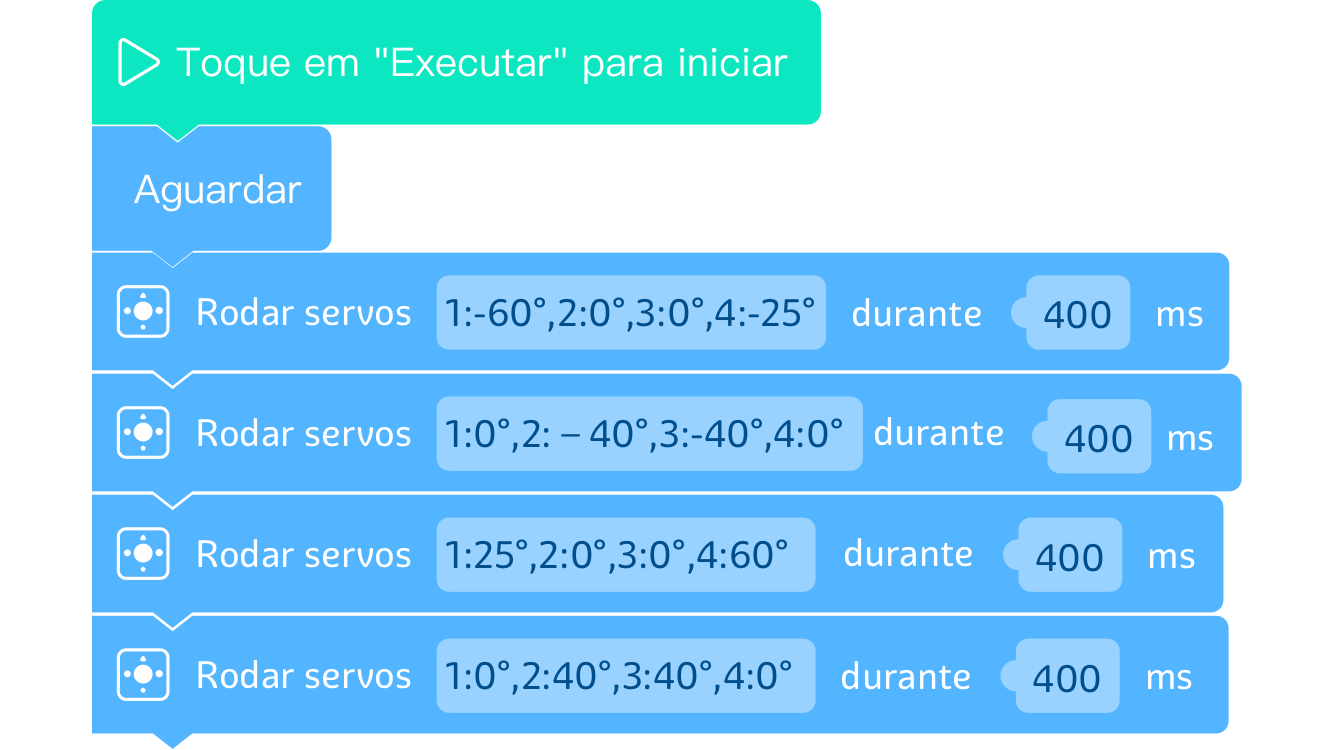 Toque em "Executar" para iniciar
Aguardar
Rodar servos 1:-60°,2:0°,3:0°,4:-25° durante 400 ms
Rodar servos 1:0°,2: – 40°,3:-40°,4:0° durante 400 ms
Rodar servos 1:25°,2:0°,3:0°,4:60° durante 400 ms
Rodar servos 1:0°,2:40°,3:40°,4:0° durante 400 ms